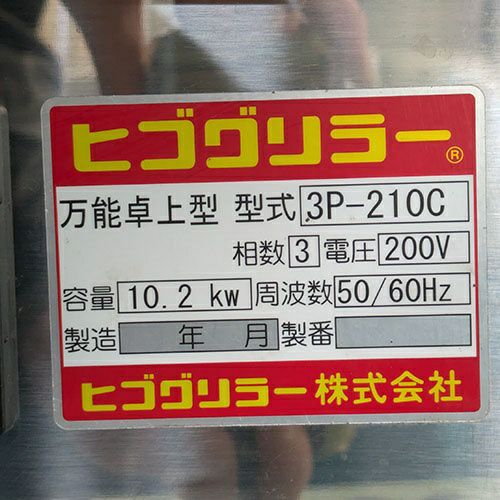 ヒゴグリラー®
万能卓上型 型式 3P-210C
相数 3 電圧 200V
容量 10.2 kw 周波数 50/60Hz
製造 年 月 製番
ヒゴグリラー株式会社